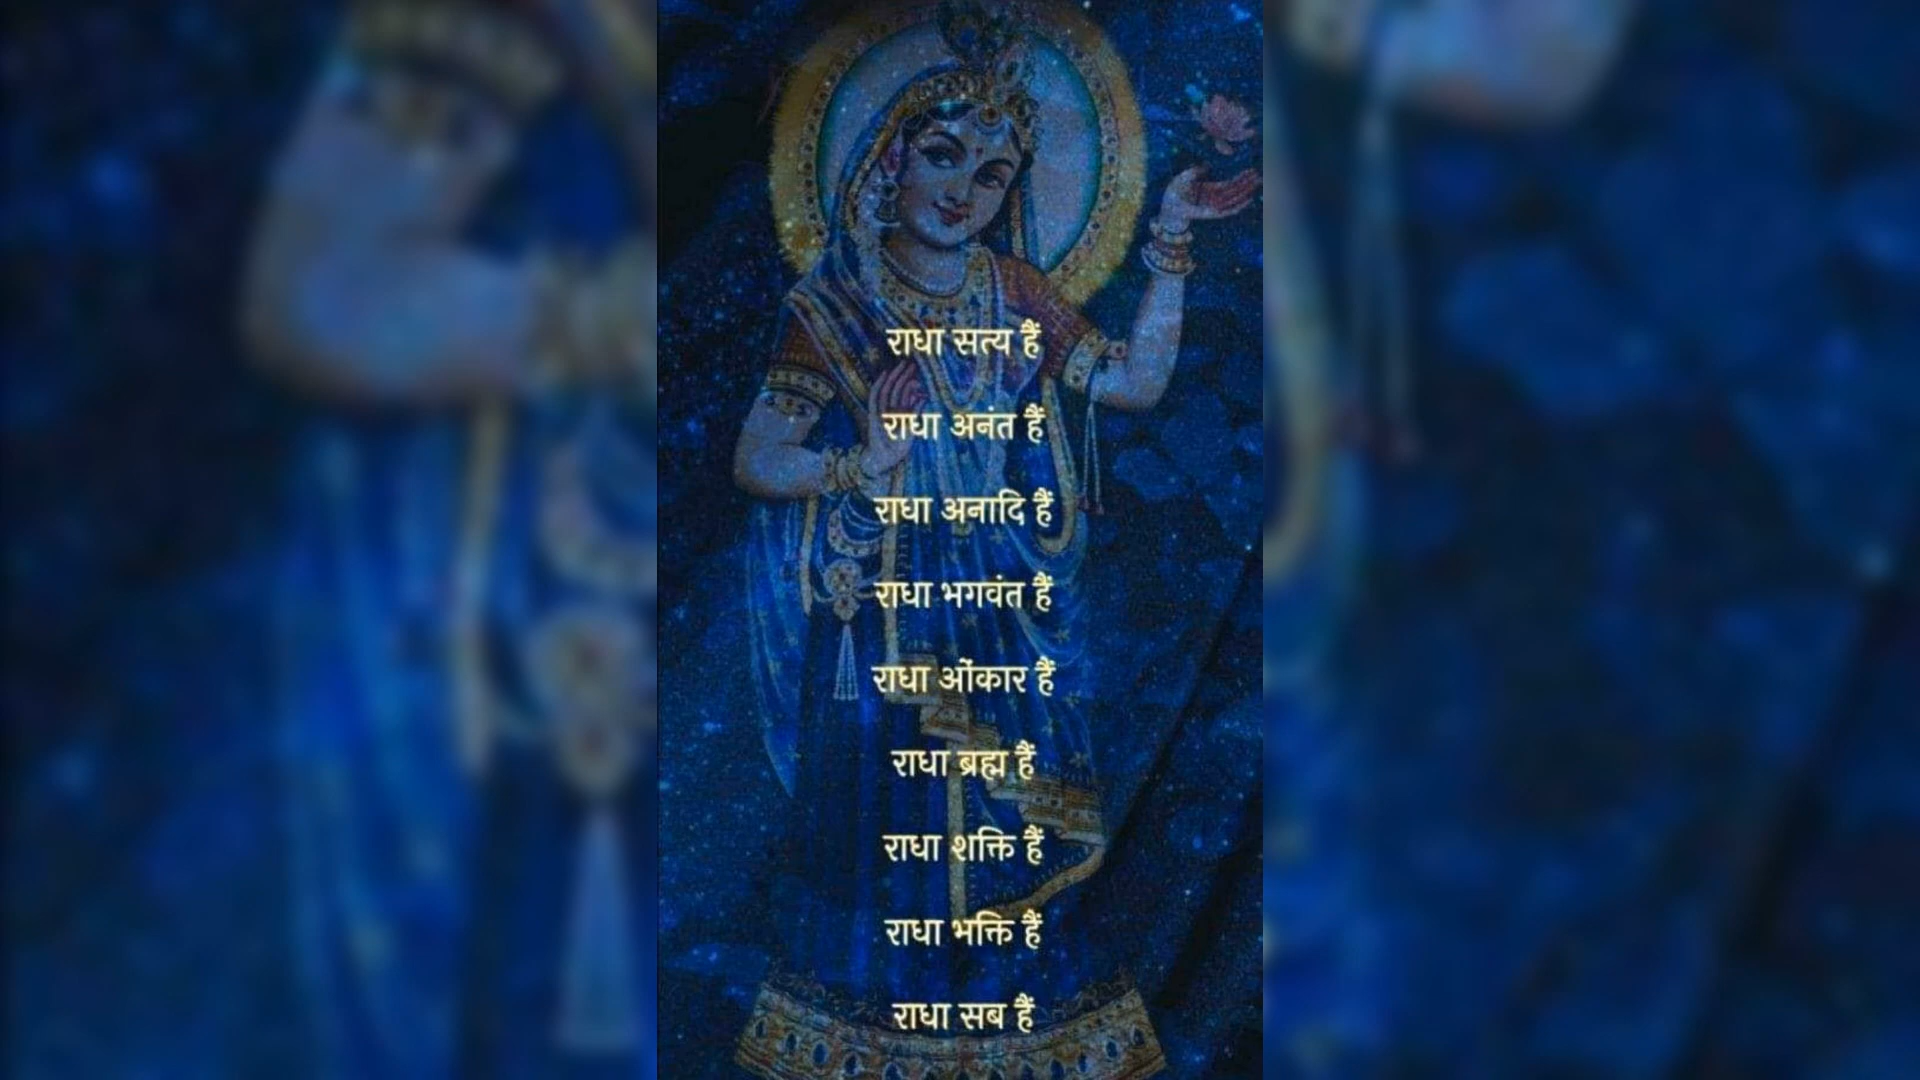 राधा सत्य हैं
राधा अनंत हैं
राधा अनादि हैं
राधा भगवंत हैं
राधा ओंकार हैं
राधा ब्रह्म हैं
राधा शक्ति हैं
राधा भक्ति हैं
राधा सब हैं